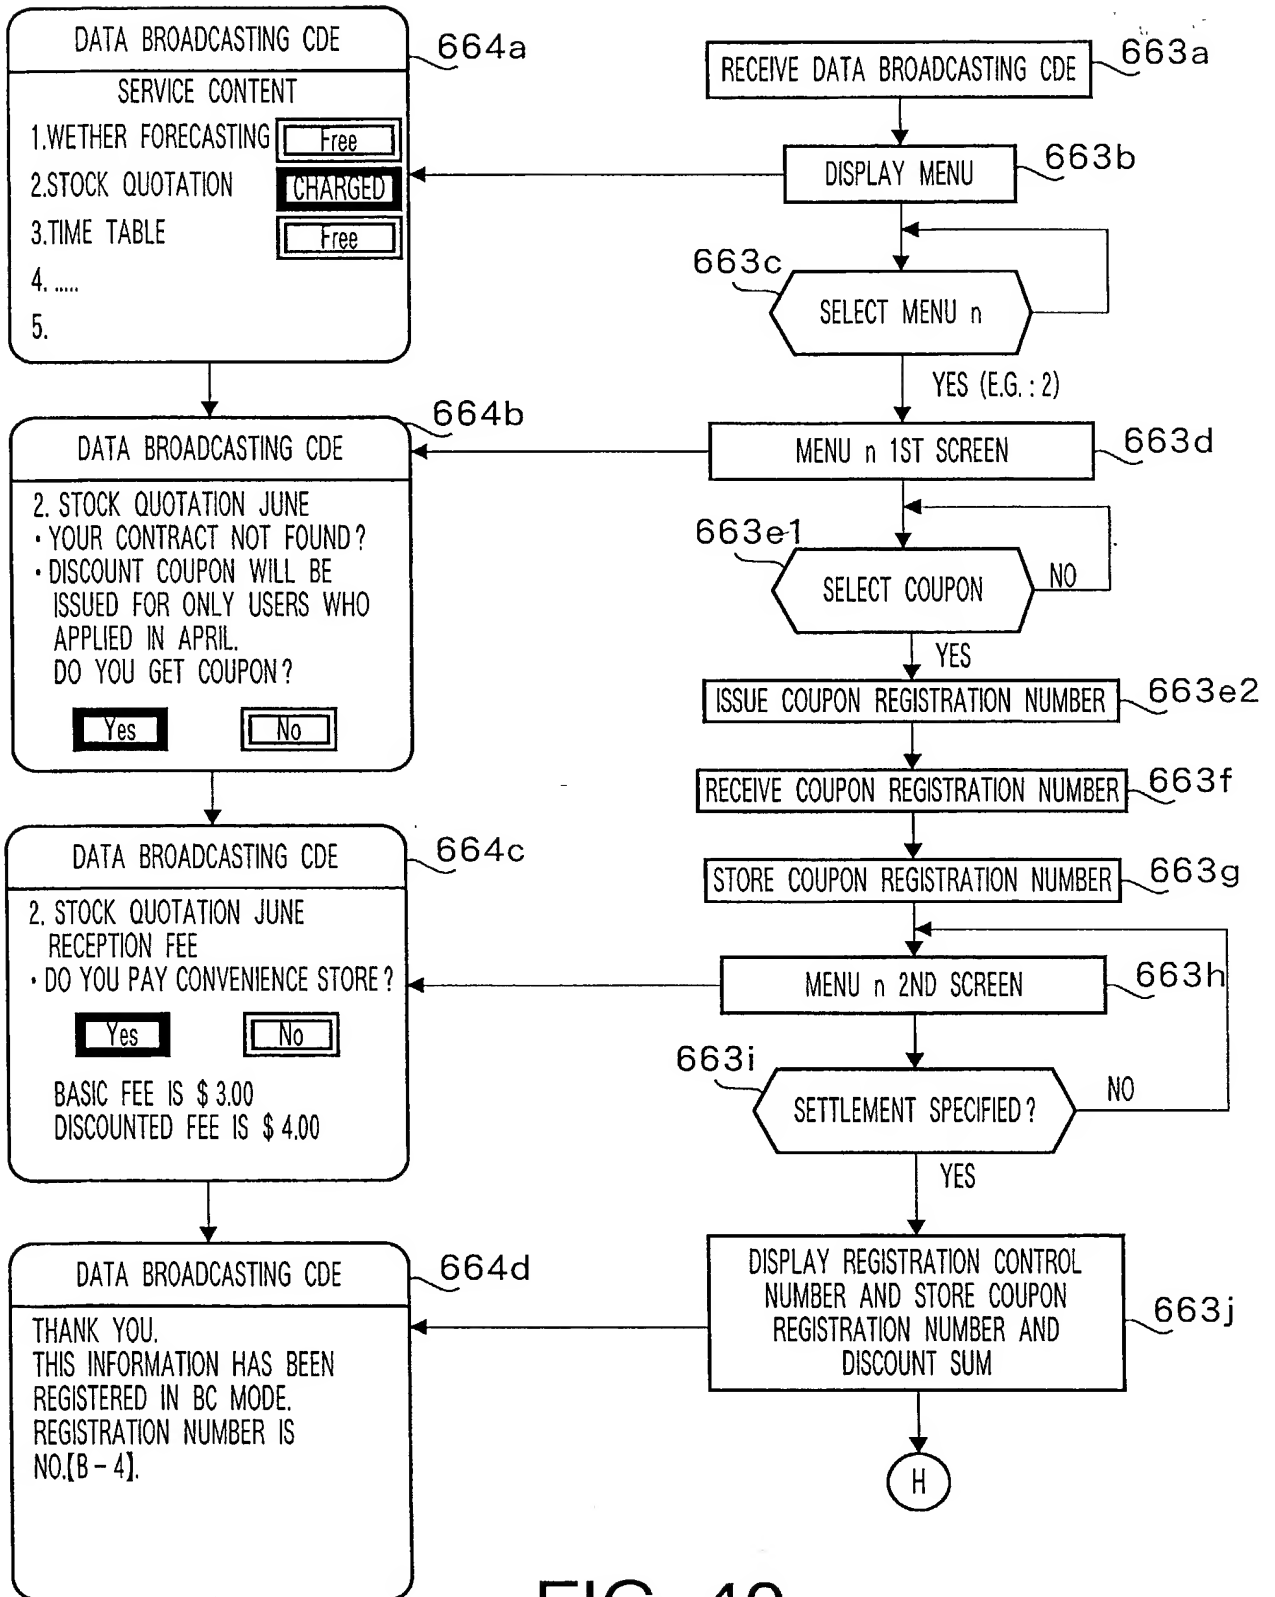 DATA BROADCASTING CDE
664a
SERVICE CONTENT
1.WETHER FORECASTING Free
2.STOCK QUOTATION CHARGED
3.TIME TABLE Free
4. .....
5.
DATA BROADCASTING CDE
664b
2. STOCK QUOTATION JUNE
・YOUR CONTRACT NOT FOUND?
・DISCOUNT COUPON WILL BE
ISSUED FOR ONLY USERS WHO
APPLIED IN APRIL.
DO YOU GET COUPON?
Yes No
DATA BROADCASTING CDE
664c
2. STOCK QUOTATION JUNE
RECEPTION FEE
・DO YOU PAY CONVENIENCE STORE?
Yes No
BASIC FEE IS $ 3.00
DISCOUNTED FEE IS $ 4.00
DATA BROADCASTING CDE
664d
THANK YOU.
THIS INFORMATION HAS BEEN
REGISTERED IN BC MODE.
REGISTRATION NUMBER IS
NO.[B-4].
RECEIVE DATA BROADCASTING CDE
663a
DISPLAY MENU
663b
663c
SELECT MENU n
YES (E.G. : 2)
MENU n 1ST SCREEN
663d
663e1
SELECT COUPON
NO
YES
ISSUE COUPON REGISTRATION NUMBER
663e2
RECEIVE COUPON REGISTRATION NUMBER
663f
STORE COUPON REGISTRATION NUMBER
663g
MENU n 2ND SCREEN
663h
663i
SETTLEMENT SPECIFIED?
NO
YES
DISPLAY REGISTRATION CONTROL
NUMBER AND STORE COUPON
REGISTRATION NUMBER AND
DISCOUNT SUM
663j
H
FIG.